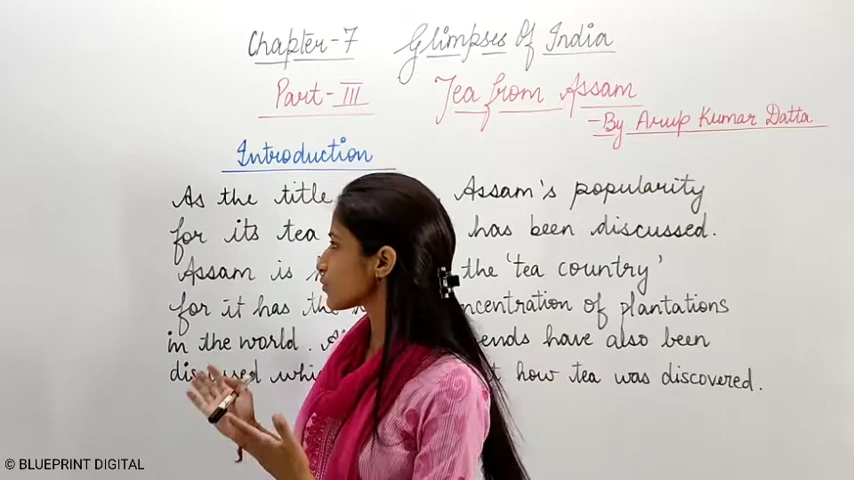 Chapter-7 Glimpses Of India
Part-III Tea from Assam
-By Arup Kumar Datta
Introduction
As the title Assam's popularity
for its tea has been discussed.
Assam is the 'tea country'
for it has the of plantations
in the world. have also been
how tea was discovered.
© BLUEPRINT DIGITAL